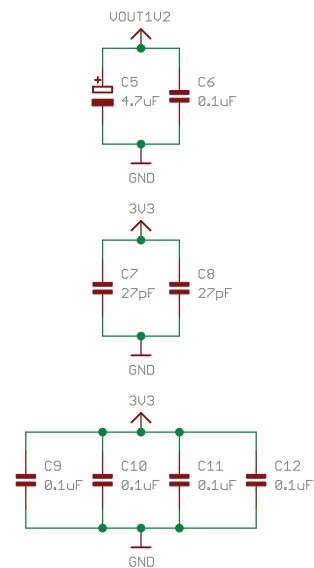 VOUT1V2
+
C5 C6
4.7uF 0.1uF
GND
3V3
C7 C8
27pF 27pF
GND
3V3
C9 C10 C11 C12
0.1uF 0.1uF 0.1uF 0.1uF
GND